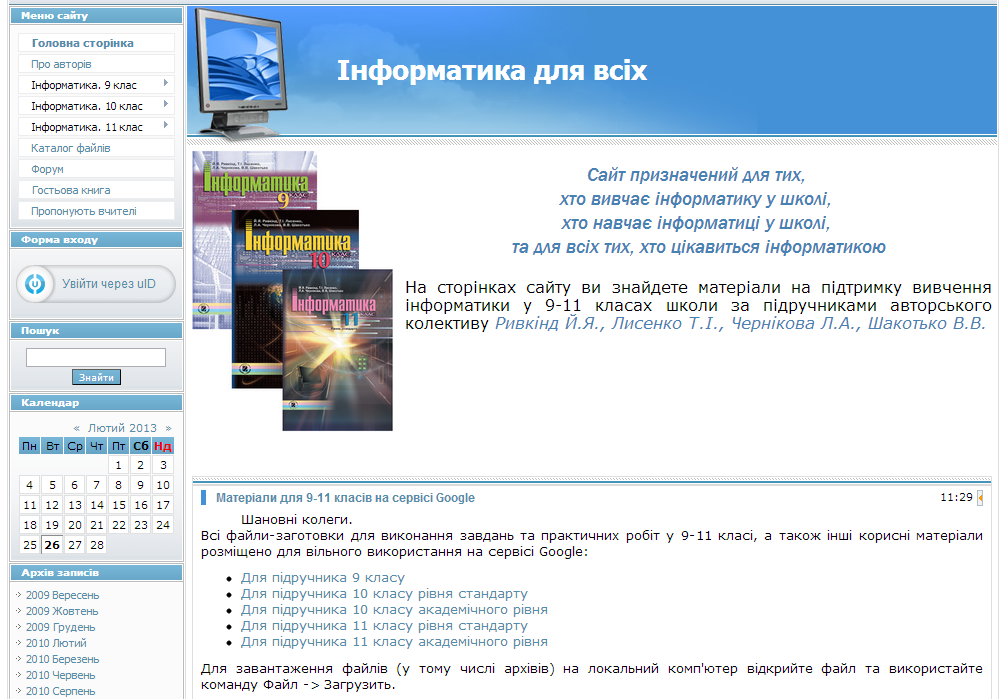 Меню сайту
Головна сторінка
Про авторів
Інформатика. 9 клас
Інформатика. 10 клас
Інформатика. 11 клас
Каталог файлів
Форум
Гостьова книга
Пропонують вчителі
Форма входу
Увійти через uID
Пошук
Знайти
Календар
« Лютий 2013 »
Пн Вт Ср Чт Пт Сб Нд
1 2 3
4 5 6 7 8 9 10
11 12 13 14 15 16 17
18 19 20 21 22 23 24
25 26 27 28
Архів записів
2009 Вересень
2009 Жовтень
2009 Грудень
2010 Лютий
2010 Березень
2010 Червень
2010 Серпень
Інформатика для всіх
Інформатика
9
Інформатика
10
Інформатика
11
Сайт призначений для тих,
хто вивчає інформатику у школі,
хто навчає інформатиці у школі,
та для всіх тих, хто цікавиться інформатикою
На сторінках сайту ви знайдете матеріали на підтримку вивчення
інформатики у 9-11 класах школи за підручниками авторського
колективу Ривкінд Й.Я., Лисенко Т.І., Чернікова Л.А., Шакотько В.В.
Матеріали для 9-11 класів на сервісі Google
11:29
Шановні колеги.
Всі файли-заготовки для виконання завдань та практичних робіт у 9-11 класі, а також інші корисні матеріали
розміщено для вільного використання на сервісі Google:
Для підручника 9 класу
Для підручника 10 класу рівня стандарту
Для підручника 10 класу академічного рівня
Для підручника 11 класу рівня стандарту
Для підручника 11 класу академічного рівня
Для завантаження файлів (у тому числі архівів) на локальний комп'ютер відкрийте файл та використайте
команду Файл -> Загрузить.